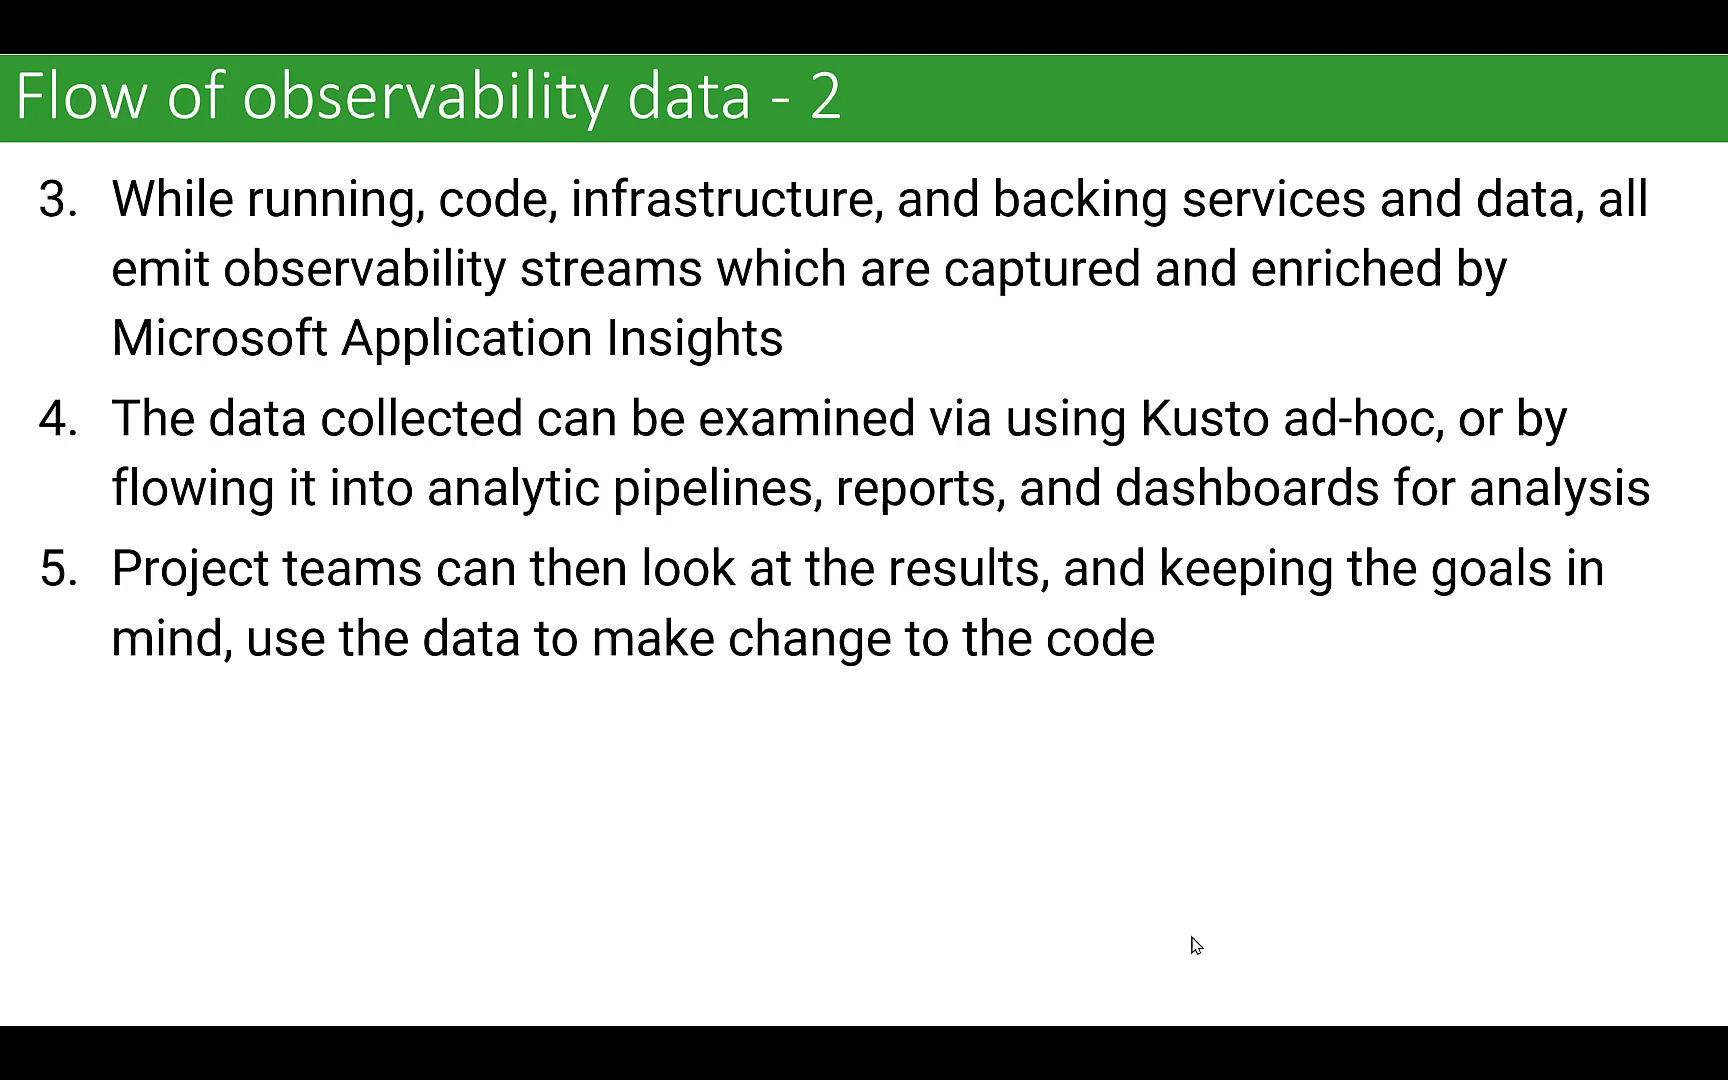 Flow of observability data - 2
3. While running, code, infrastructure, and backing services and data, all
emit observability streams which are captured and enriched by
Microsoft Application Insights
4. The data collected can be examined via using Kusto ad-hoc, or by
flowing it into analytic pipelines, reports, and dashboards for analysis
5. Project teams can then look at the results, and keeping the goals in
mind, use the data to make change to the code